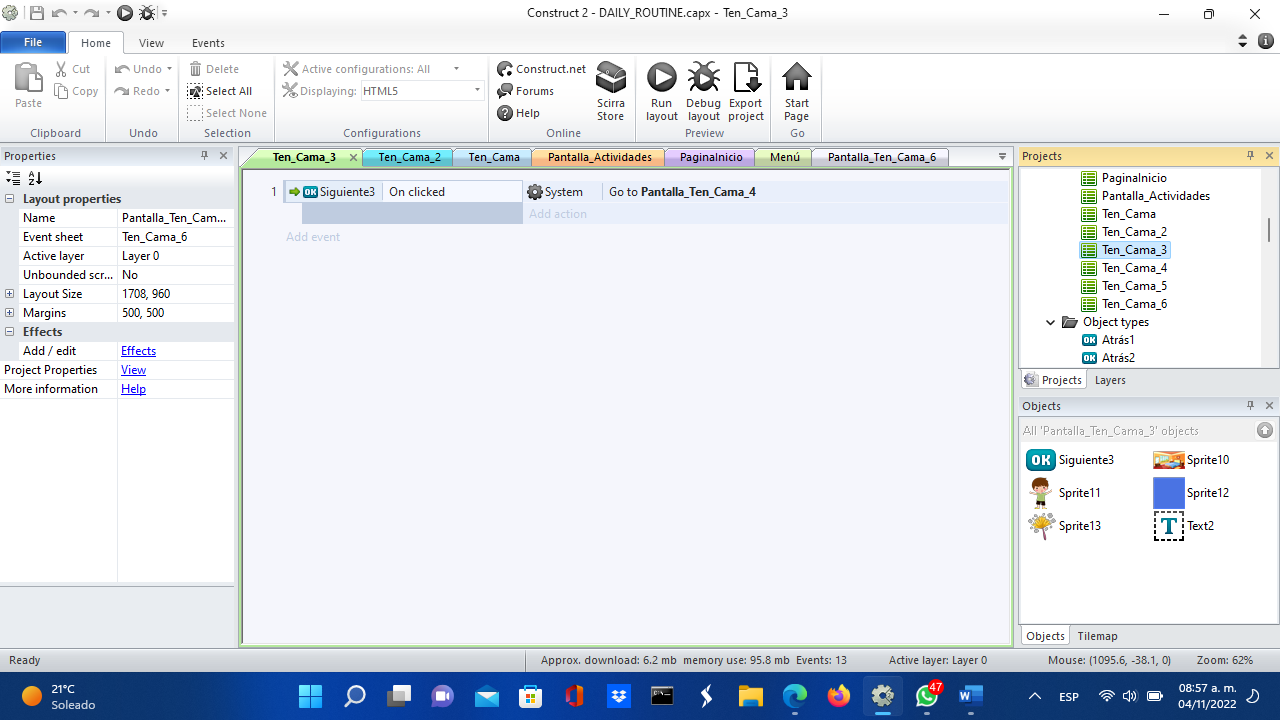 Construct 2 - DAILY_ROUTINE.capx - Ten_Cama_3
File Home View Events
Paste Cut Copy Clipboard
Undo Redo Undo
Delete Select All Select None Selection
Active configurations: All
Displaying: HTML5
Configurations
Construct.net Forums Help Scirra Store Online
Run layout Debug layout Export project Preview
Start Page Go
Properties
Layout properties
Name Pantalla_Ten_Cam...
Event sheet Ten_Cama_6
Active layer Layer 0
Unbounded scr... No
Layout Size 1708, 960
Margins 500, 500
Effects
Add / edit Effects
Project Properties View
More information Help
Ten_Cama_3 Ten_Cama_2 Ten_Cama Pantalla_Actividades PaginaInicio Menú Pantalla_Ten_Cama_6
1 OK Siguiente3 On clicked System Go to Pantalla_Ten_Cama_4
Add action
Add event
Projects
PaginaInicio
Pantalla_Actividades
Ten_Cama
Ten_Cama_2
Ten_Cama_3
Ten_Cama_4
Ten_Cama_5
Ten_Cama_6
Object types
OK Atrás1
OK Atrás2
Projects Layers
Objects
All 'Pantalla_Ten_Cama_3' objects
OK Siguiente3 Sprite10
Sprite11 Sprite12
Sprite13 T Text2
Objects Tilemap
Ready Approx. download: 6.2 mb memory use: 95.8 mb Events: 13 Active layer: Layer 0 Mouse: (1095.6, -38.1, 0) Zoom: 62%
21°C
Soleado
47
ESP
08:57 a. m.
04/11/2022